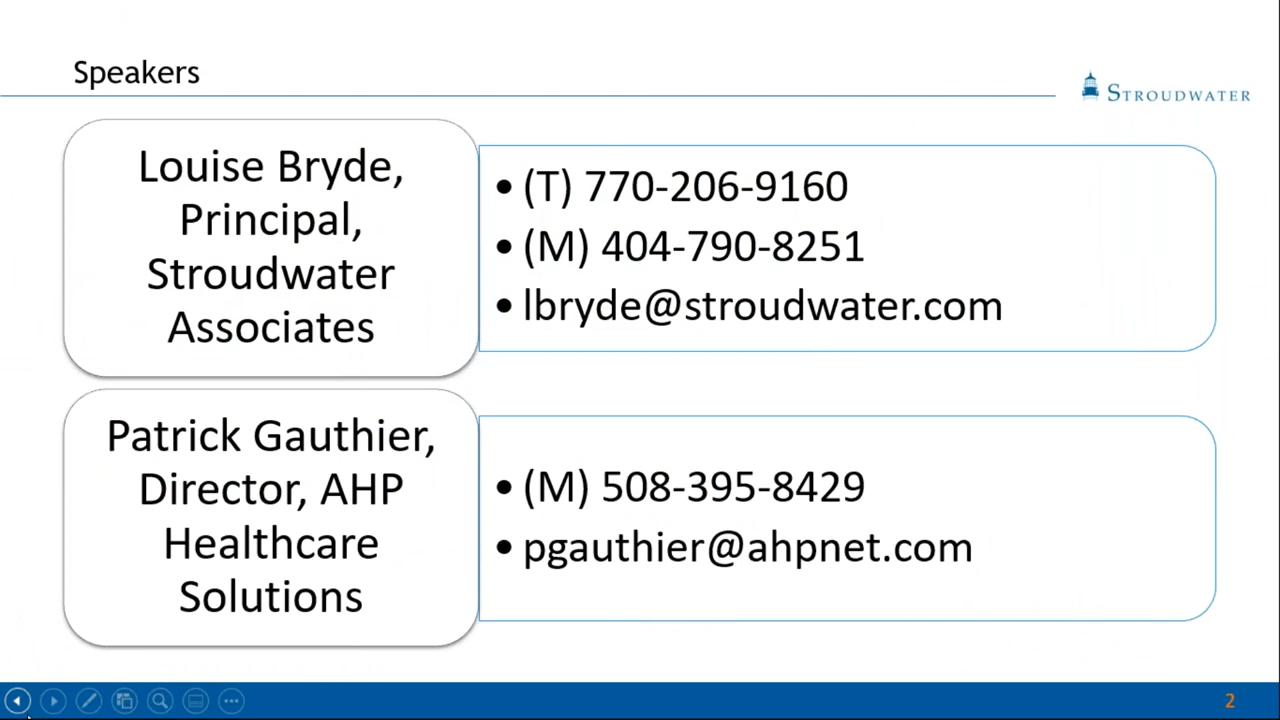 Speakers
STROUDWATER
Louise Bryde,
Principal,
Stroudwater
Associates
• (T) 770-206-9160
• (M) 404-790-8251
• lbryde@stroudwater.com
Patrick Gauthier,
Director, AHP
Healthcare
Solutions
• (M) 508-395-8429
• pgauthier@ahpnet.com
2